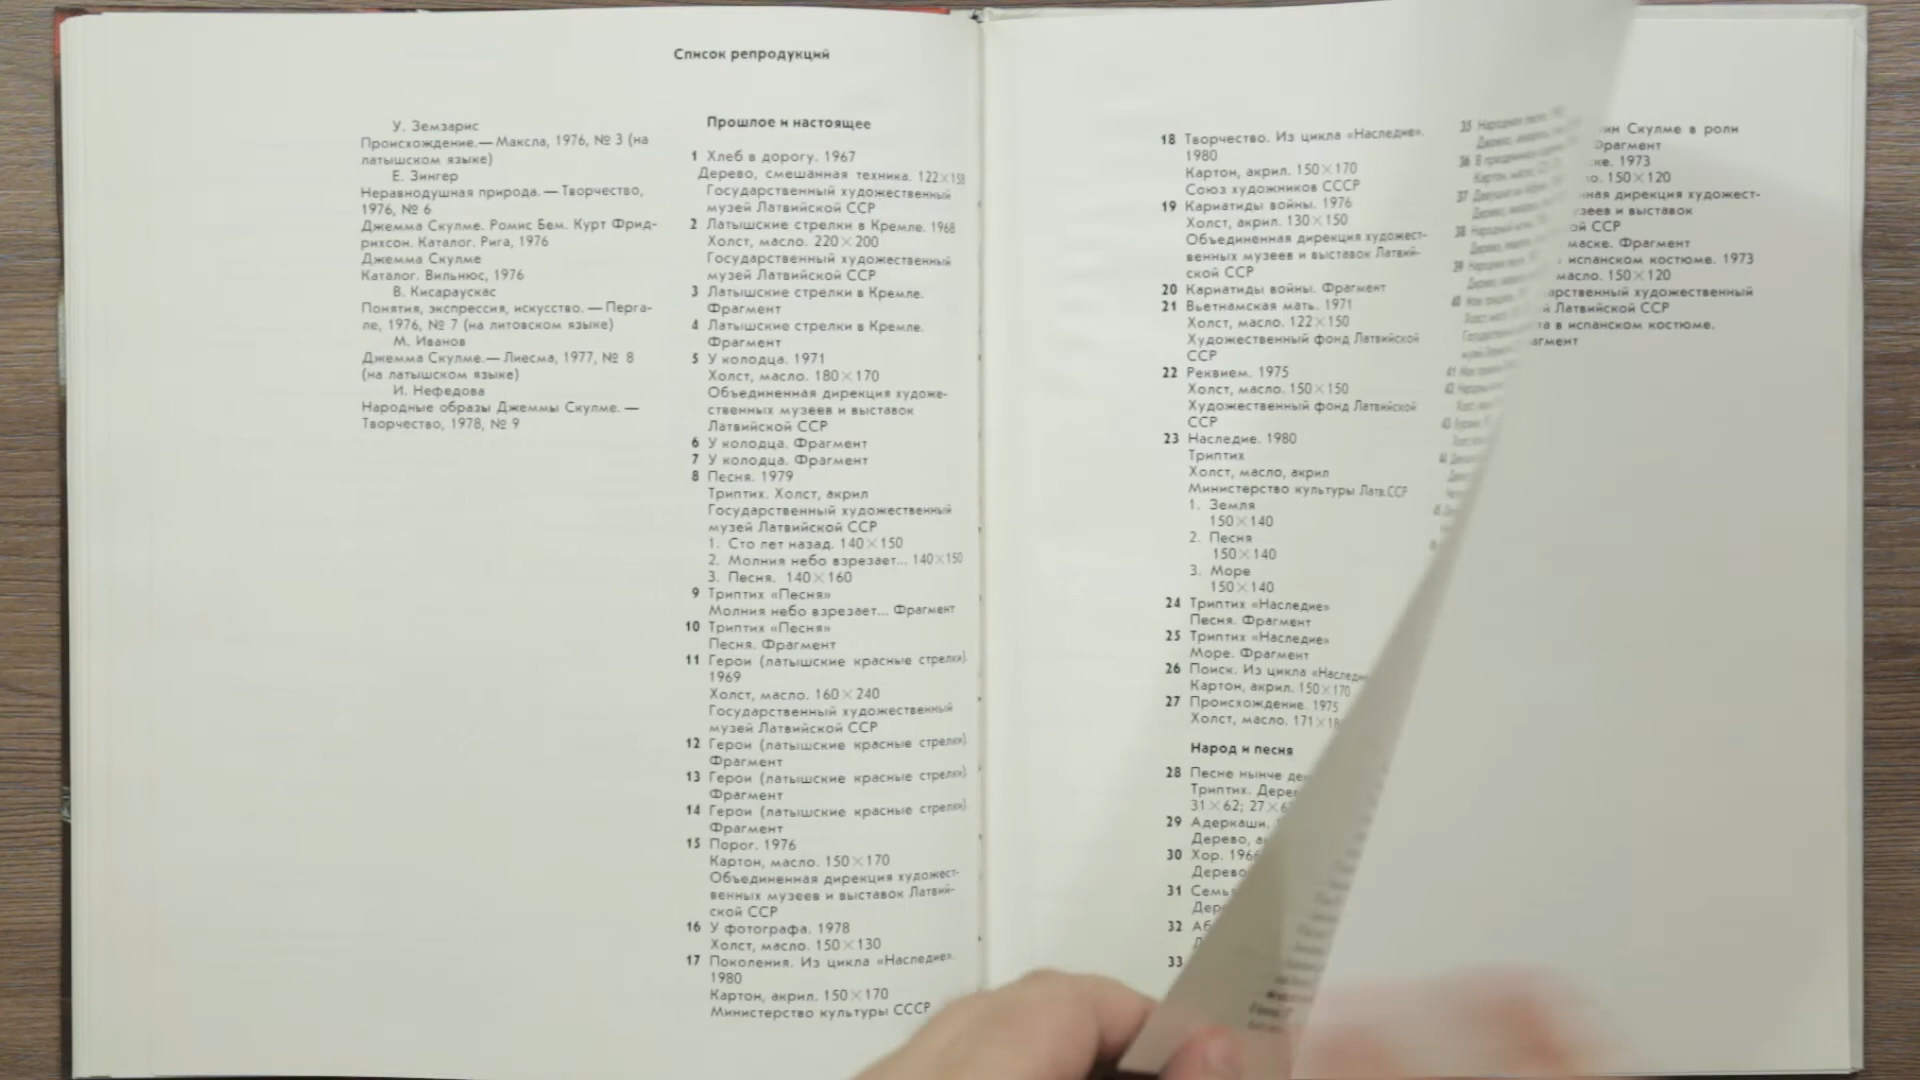 Список репродукций
У. Земзарис
Происхождение.— Максла, 1976, № 3 (на
латышском языке)
Е. Зингер
Неравнодушная природа. — Творчество,
1976, № 6
Джемма Скулме. Ромис Бем. Курт Фрид-
рихсон. Каталог. Рига, 1976
Джемма Скулме
Каталог. Вильнюс, 1976
В. Кисараускас
Понятия, экспрессия, искусство. — Перга-
ле, 1976, № 7 (на литовском языке)
М. Иванов
Джемма Скулме.— Лиесма, 1977, № 8
(на латышском языке)
И. Нефедова
Народные образы Джеммы Скулме. —
Творчество, 1978, № 9
Прошлое и настоящее
1 Хлеб в дорогу. 1967
Дерево, смешанная техника. 122×158
Государственный художественный
музей Латвийской ССР
2 Латышские стрелки в Кремле. 1968
Холст, масло. 220×200
Государственный художественный
музей Латвийской ССР
3 Латышские стрелки в Кремле.
Фрагмент
4 Латышские стрелки в Кремле.
Фрагмент
5 У колодца. 1971
Холст, масло. 180×170
Объединенная дирекция художе-
ственных музеев и выставок
Латвийской ССР
6 У колодца. Фрагмент
7 У колодца. Фрагмент
8 Песня. 1979
Триптих. Холст, акрил
Государственный художественный
музей Латвийской ССР
1. Сто лет назад. 140×150
2. Молния небо взрезает... 140×150
3. Песня. 140×160
9 Триптих «Песня»
Молния небо взрезает... Фрагмент
10 Триптих «Песня»
Песня. Фрагмент
11 Герои (латышские красные стрелки).
1969
Холст, масло. 160×240
Государственный художественный
музей Латвийской ССР
12 Герои (латышские красные стрелки).
Фрагмент
13 Герои (латышские красные стрелки).
Фрагмент
14 Герои (латышские красные стрелки).
Фрагмент
15 Порог. 1976
Картон, масло. 150×170
Объединенная дирекция художест-
венных музеев и выставок Латвий-
ской ССР
16 У фотографа. 1978
Холст, масло. 150×130
17 Поколения. Из цикла «Наследие».
1980
Картон, акрил. 150×170
Министерство культуры СССР
18 Творчество. Из цикла «Наследие».
1980
Картон, акрил. 150×170
Союз художников СССР
19 Кариатиды войны. 1976
Холст, акрил. 130×150
Объединенная дирекция художест-
венных музеев и выставок Латвий-
ской ССР
20 Кариатиды войны. Фрагмент
21 Вьетнамская мать. 1971
Холст, масло. 122×150
Художественный фонд Латвийской
ССР
22 Реквием. 1975
Холст, масло. 150×150
Художественный фонд Латвийской
ССР
23 Наследие. 1980
Триптих
Холст, масло, акрил
Министерство культуры Латв.ССР
1. Земля
150×140
2. Песня
150×140
3. Море
150×140
24 Триптих «Наследие»
Песня. Фрагмент
25 Триптих «Наследие»
Море. Фрагмент
26 Поиск. Из цикла «Наследие
Картон, акрил. 150×170
27 Происхождение. 1975
Холст, масло. 171×
Народ и песня
28 Песне нынче
Триптих.
31×62;
29 Адеркаши.
Дерево,
30 Хор. 1966
Дерево
31
32
33
35
36
37
38
39
40
Скулме в роли
Фрагмент
1973
150×120
художест-
музеев и выставок
ССР
маске. Фрагмент
испанском костюме. 1973
масло. 150×120
художественный
Латвийской ССР
в испанском костюме.